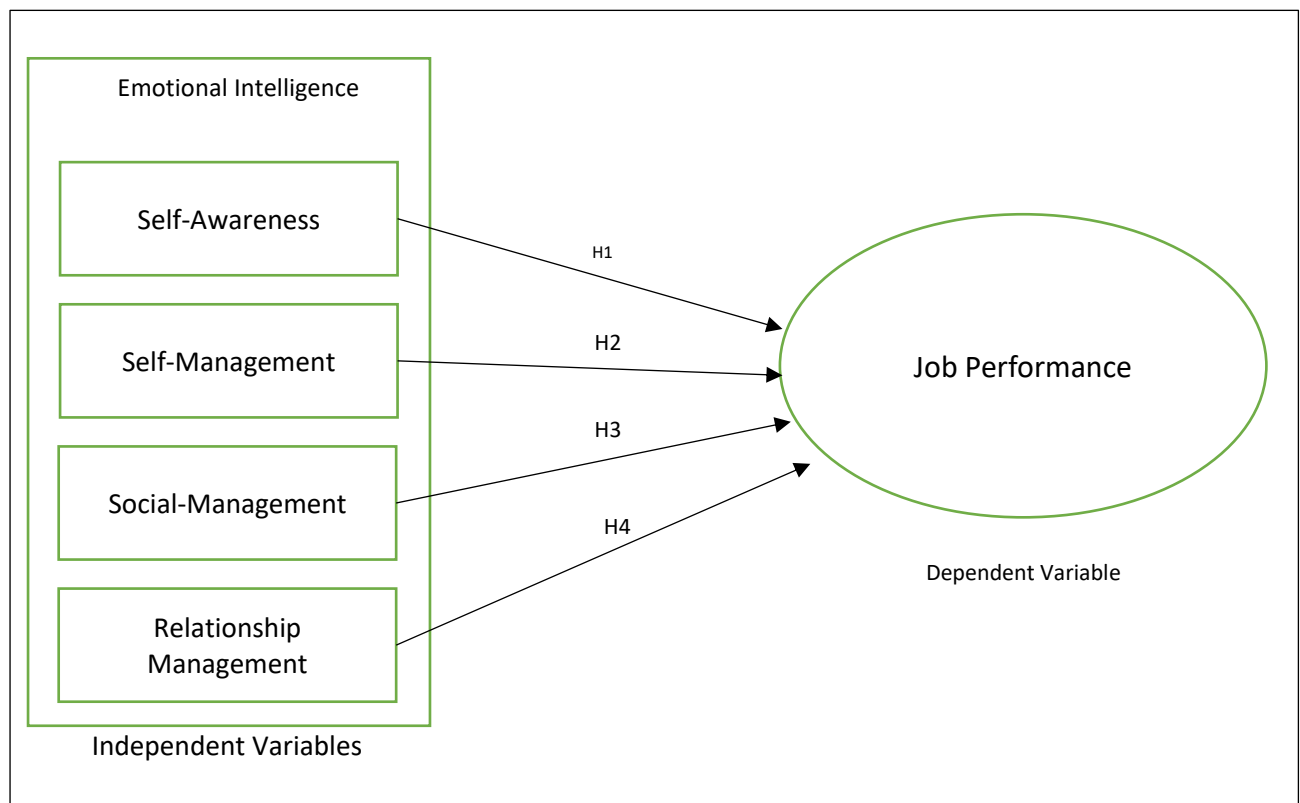 Emotional Intelligence
Self-Awareness
H1
Self-Management
H2
Job Performance
Social-Management
H3
H4
Dependent Variable
Relationship
Management
Independent Variables